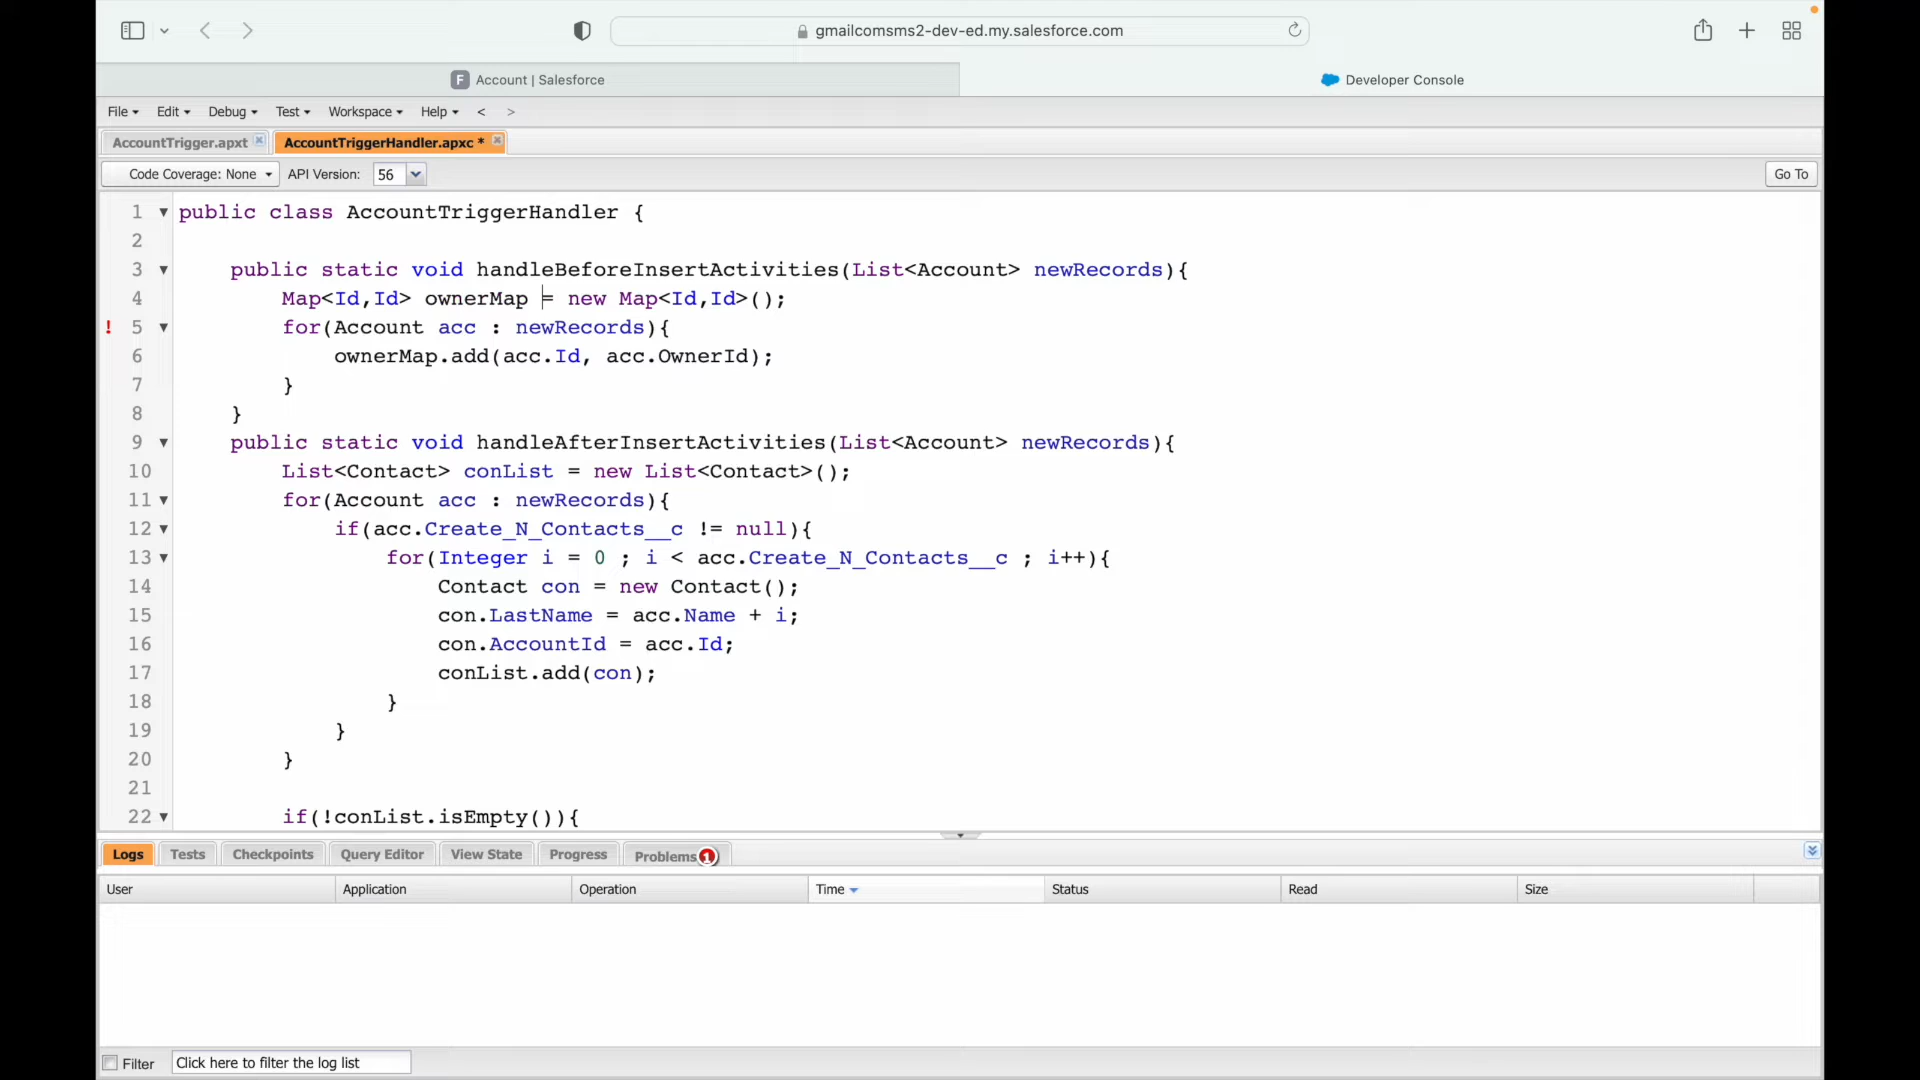 gmailcomsms2-dev-ed.my.salesforce.com
F Account | Salesforce
Developer Console
File Edit Debug Test Workspace Help < >
AccountTrigger.apxt AccountTriggerHandler.apxc *
Code Coverage: None API Version: 56 Go To
1 public class AccountTriggerHandler {
2
3 public static void handleBeforeInsertActivities(List<Account> newRecords){
4 Map<Id,Id> ownerMap = new Map<Id,Id>();
! 5 for(Account acc : newRecords){
6 ownerMap.add(acc.Id, acc.OwnerId);
7 }
8 }
9 public static void handleAfterInsertActivities(List<Account> newRecords){
10 List<Contact> conList = new List<Contact>();
11 for(Account acc : newRecords){
12 if(acc.Create_N_Contacts__c != null){
13 for(Integer i = 0 ; i < acc.Create_N_Contacts__c ; i++){
14 Contact con = new Contact();
15 con.LastName = acc.Name + i;
16 con.AccountId = acc.Id;
17 conList.add(con);
18 }
19 }
20 }
21
22 if(!conList.isEmpty()){
Logs Tests Checkpoints Query Editor View State Progress Problems 1
User Application Operation Time Status Read Size
Filter Click here to filter the log list